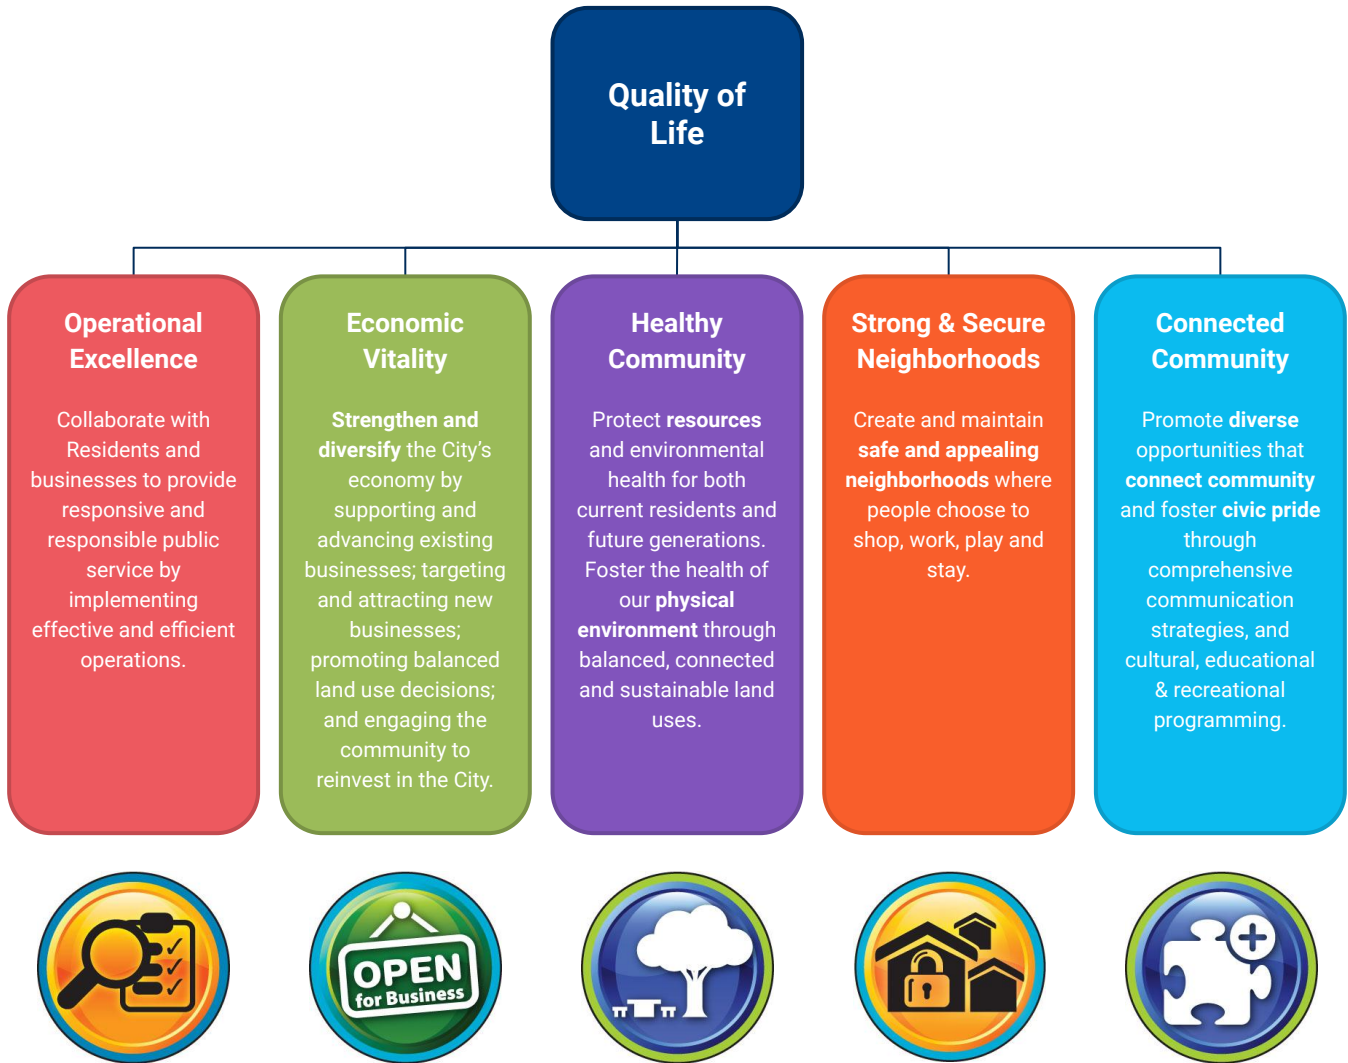 Quality of
Life
Operational
Excellence
Collaborate with
Residents and
businesses to provide
responsive and
responsible public
service by
implementing
effective and efficient
operations.
Economic
Vitality
Strengthen and
diversify the City's
economy by
supporting and
advancing existing
businesses; targeting
and attracting new
businesses;
promoting balanced
land use decisions;
and engaging the
community to
reinvest in the City.
Healthy
Community
Protect resources
and environmental
health for both
current residents and
future generations.
Foster the health of
our physical
environment through
balanced, connected
and sustainable land
uses.
Strong & Secure
Neighborhoods
Create and maintain
safe and appealing
neighborhoods where
people choose to
shop, work, play and
stay.
Connected
Community
Promote diverse
opportunities that
connect community
and foster civic pride
through
comprehensive
communication
strategies, and
cultural, educational
& recreational
programming.
OPEN
for Business